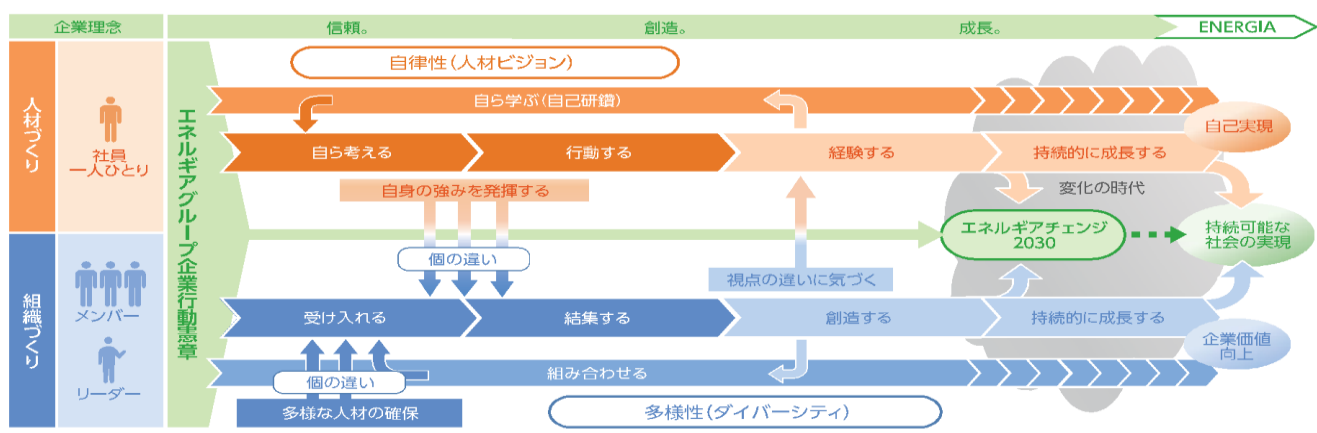 企業理念
信頼。
創造。
成長。
ENERGIA
人材づくり
社員
一人ひとり
エネルギアグループ企業行動憲章
自律性(人材ビジョン)
自ら学ぶ(自己研鑽)
自ら考える
行動する
経験する
持続的に成長する
自己実現
自身の強みを発揮する
変化の時代
個の違い
エネルギアチェンジ
2030
持続可能な
社会の実現
視点の違いに気づく
組織づくり
メンバー
リーダー
受け入れる
結集する
創造する
持続的に成長する
企業価値
向上
組み合わせる
個の違い
多様な人材の確保
多様性(ダイバーシティ)